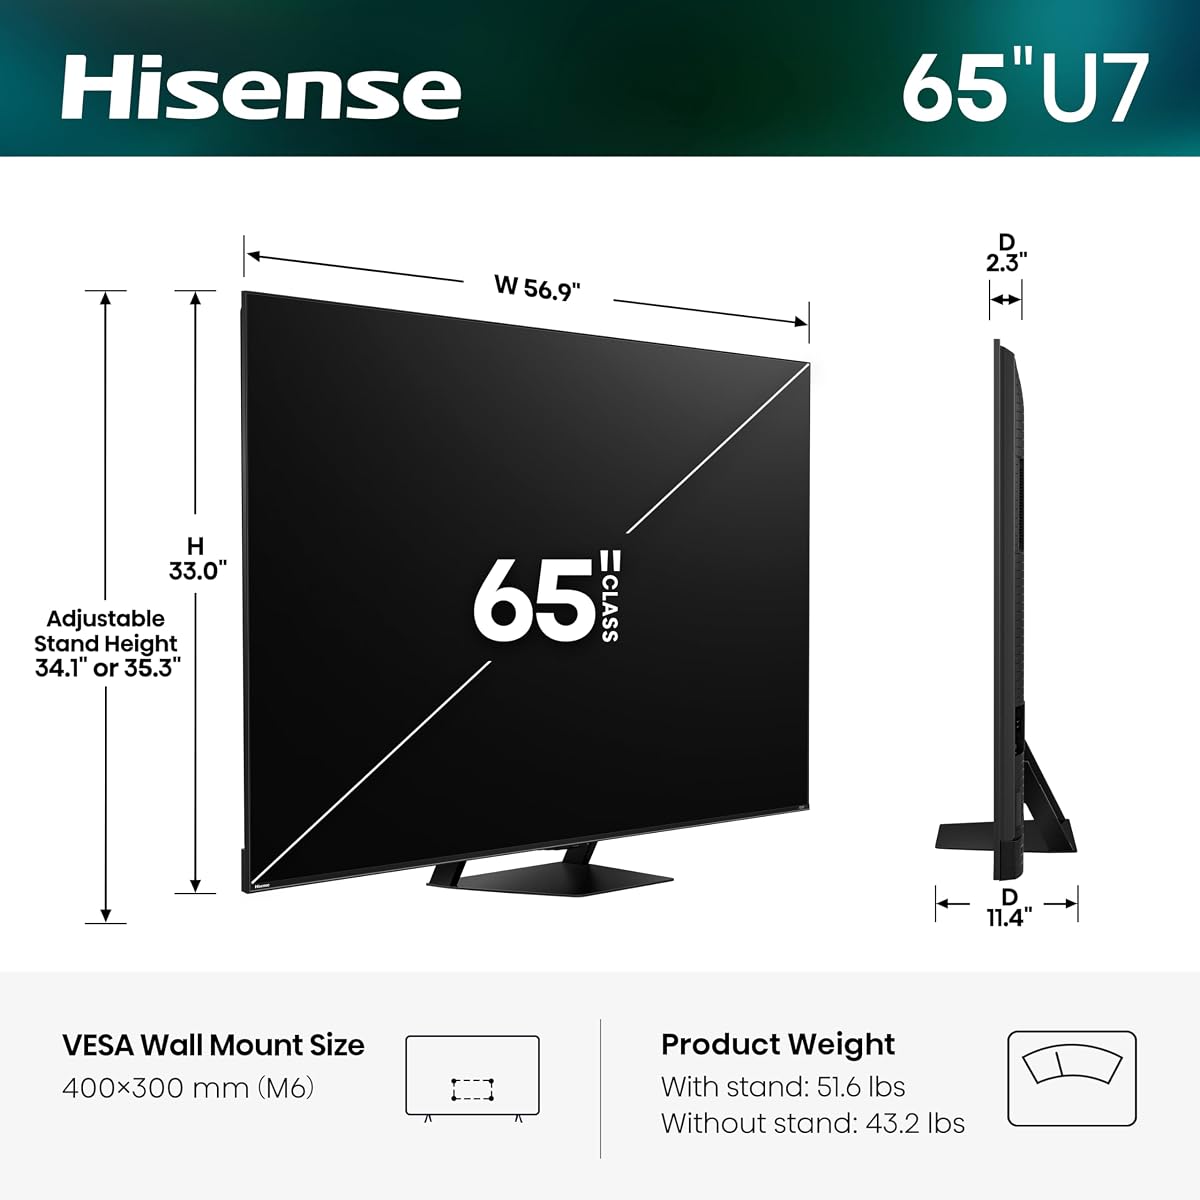 Hisense
65" U7
W 56.9"
D
2.3"
H
33.0"
Adjustable
Stand Height
34.1" or 35.3"
65" CLASS
Hisense
D
11.4"
VESA Wall Mount Size
400×300 mm (M6)
Product Weight
With stand: 51.6 lbs
Without stand: 43.2 lbs